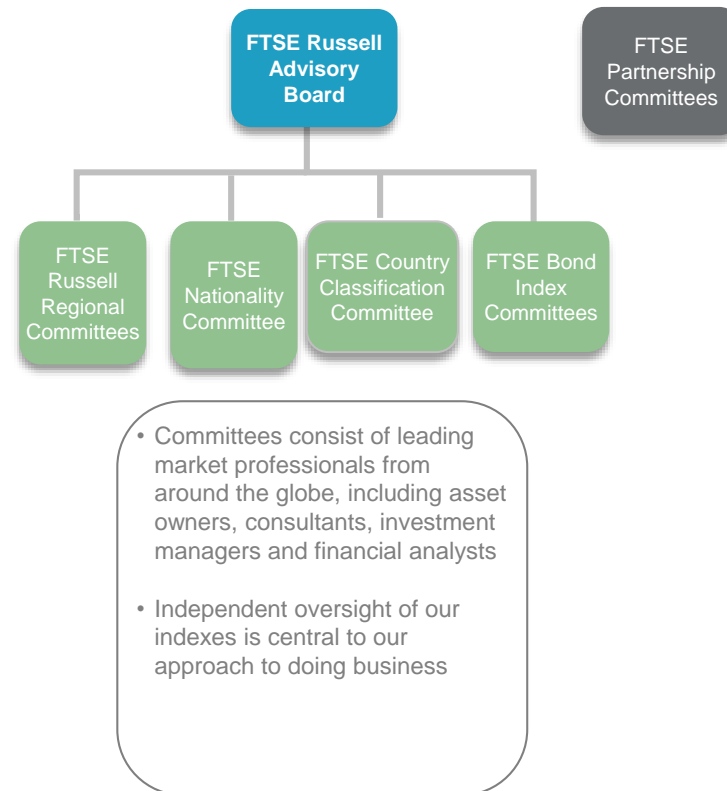 FTSE Russell
Advisory
Board
FTSE
Partnership
Committees
FTSE
Russell
Regional
Committees
FTSE
Nationality
Committee
FTSE Country
Classification
Committee
FTSE Bond
Index
Committees
• Committees consist of leading
market professionals from
around the globe, including asset
owners, consultants, investment
managers and financial analysts
• Independent oversight of our
indexes is central to our
approach to doing business